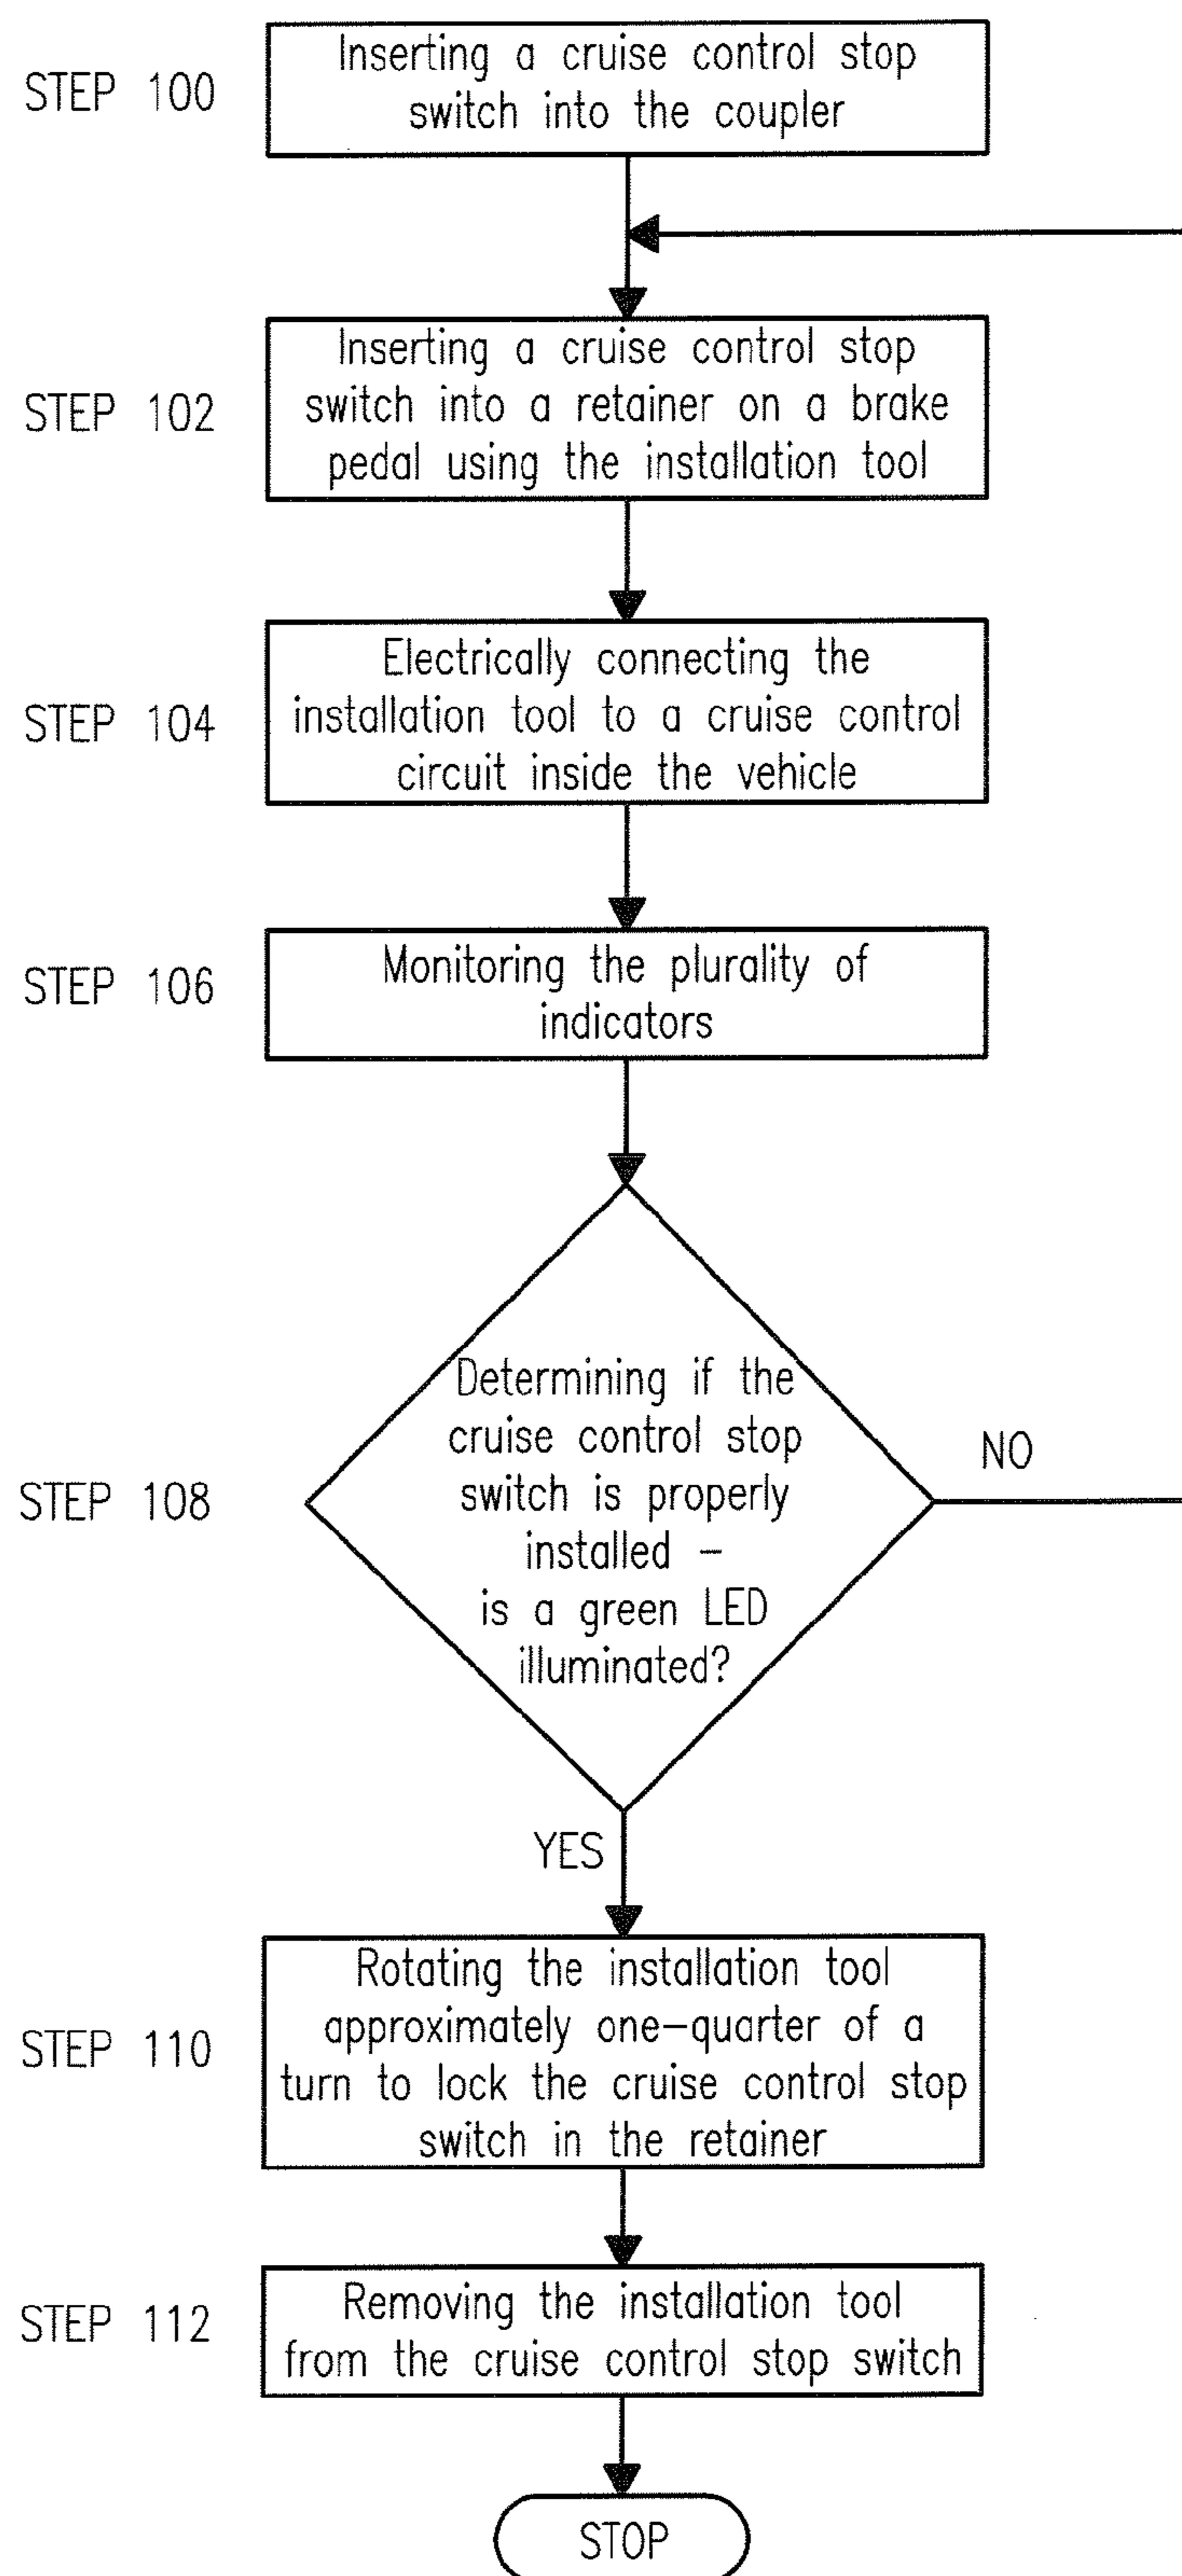 STEP 100
Inserting a cruise control stop
switch into the coupler
STEP 102
Inserting a cruise control stop
switch into a retainer on a brake
pedal using the installation tool
STEP 104
Electrically connecting the
installation tool to a cruise control
circuit inside the vehicle
STEP 106
Monitoring the plurality of
indicators
STEP 108
Determining if the
cruise control stop
switch is properly
installed –
is a green LED
illuminated?
NO
YES
STEP 110
Rotating the installation tool
approximately one–quarter of a
turn to lock the cruise control stop
switch in the retainer
STEP 112
Removing the installation tool
from the cruise control stop switch
STOP